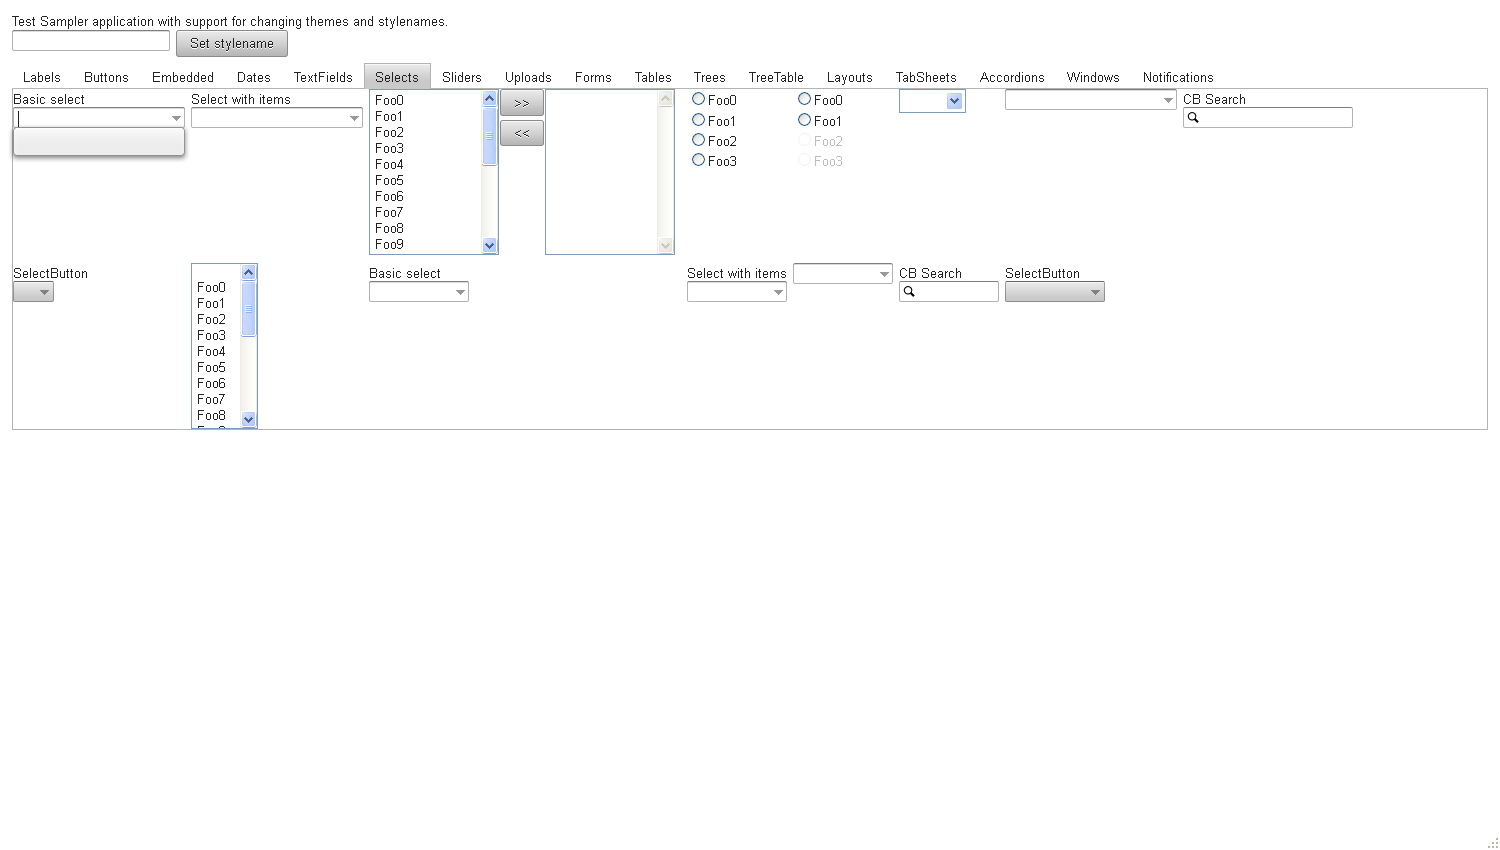 Test Sampler application with support for changing themes and stylenames.
Set stylename
Labels Buttons Embedded Dates TextFields Selects Sliders Uploads Forms Tables Trees TreeTable Layouts TabSheets Accordions Windows Notifications
Basic select
Select with items
Foo0
Foo1
Foo2
Foo3
Foo4
Foo5
Foo6
Foo7
Foo8
Foo9
>>
<<
Foo0
Foo1
Foo2
Foo3
Foo0
Foo1
Foo2
Foo3
CB Search
SelectButton
Foo0
Foo1
Foo2
Foo3
Foo4
Foo5
Foo6
Foo7
Foo8
Basic select
Select with items
CB Search
SelectButton